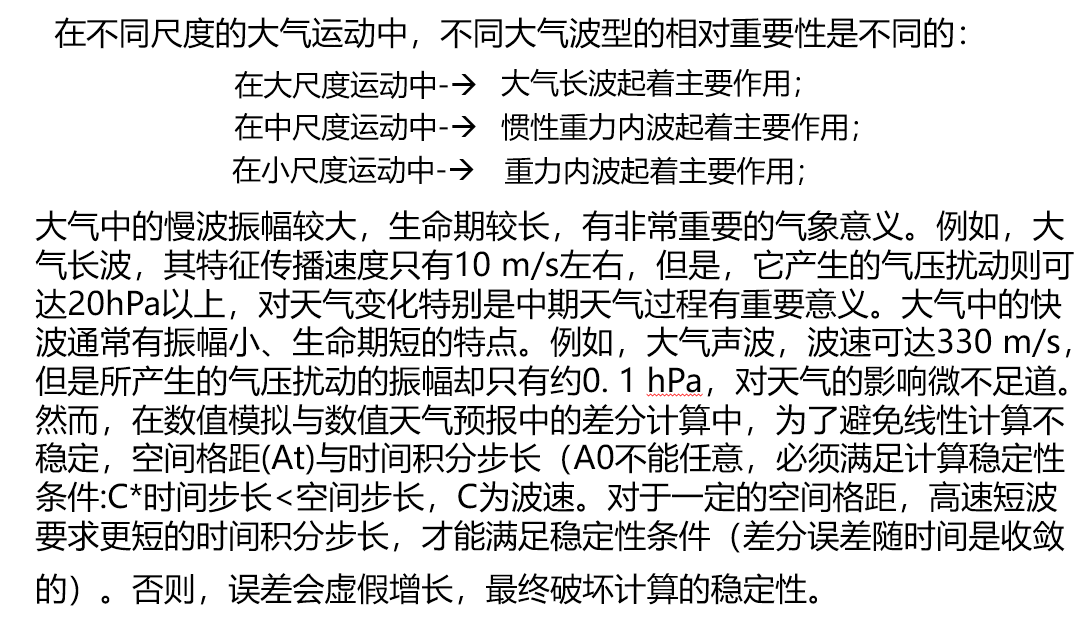 在不同尺度的大气运动中，不同大气波型的相对重要性是不同的：
在大尺度运动中-→ 大气长波起着主要作用；
在中尺度运动中-→ 惯性重力内波起着主要作用；
在小尺度运动中-→ 重力内波起着主要作用；
大气中的慢波振幅较大，生命期较长，有非常重要的气象意义。例如，大
气长波，其特征传播速度只有10 m/s左右，但是，它产生的气压扰动则可
达20hPa以上，对天气变化特别是中期天气过程有重要意义。大气中的快
波通常有振幅小、生命期短的特点。例如，大气声波，波速可达330 m/s，
但是所产生的气压扰动的振幅却只有约0. 1 hPa，对天气的影响微不足道。
然而，在数值模拟与数值天气预报中的差分计算中，为了避免线性计算不
稳定，空间格距(At)与时间积分步长（A0不能任意，必须满足计算稳定性
条件:C*时间步长<空间步长，C为波速。对于一定的空间格距，高速短波
要求更短的时间积分步长，才能满足稳定性条件（差分误差随时间是收敛
的）。否则，误差会虚假增长，最终破坏计算的稳定性。